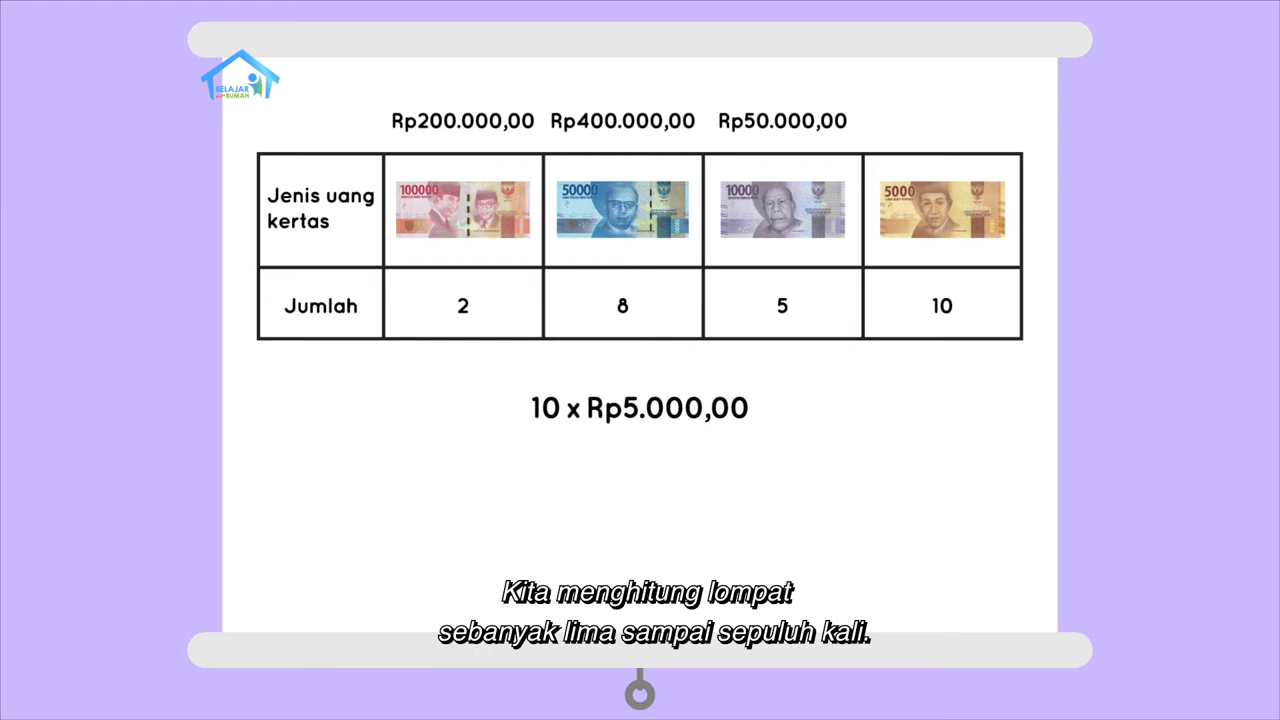 BELAJAR
dari RUMAH
Rp200.000,00 Rp400.000,00 Rp50.000,00
Jenis uang
kertas
100000 50000 10000 5000
Jumlah 2 8 5 10
10 x Rp5.000,00
Kita menghitung lompat
sebanyak lima sampai sepuluh kali.